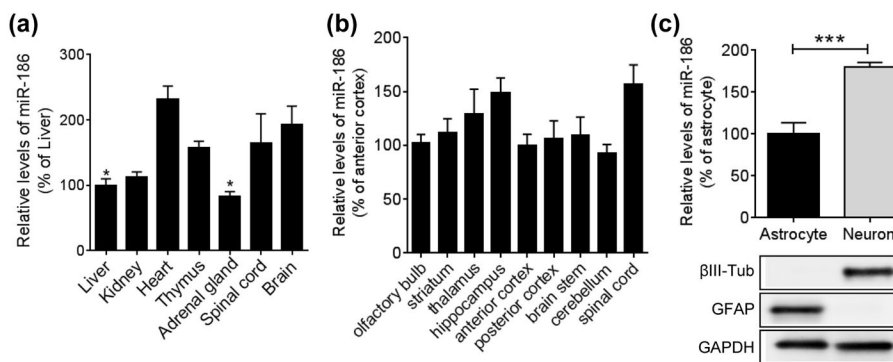 (a)
Relative levels of miR-186
(% of Liver)
300
200
100
0
*
*
Liver
Kidney
Heart
Thymus
Adrenal gland
Spinal cord
Brain
(b)
Relative levels of miR-186
(% of anterior cortex)
200
150
100
50
0
olfactory bulb
striatum
thalamus
hippocampus
anterior cortex
posterior cortex
brain stem
cerebellum
spinal cord
(c)
Relative levels of miR-186
(% of astrocyte)
200
150
100
50
0
***
Astrocyte
Neuron
βIII-Tub
GFAP
GAPDH